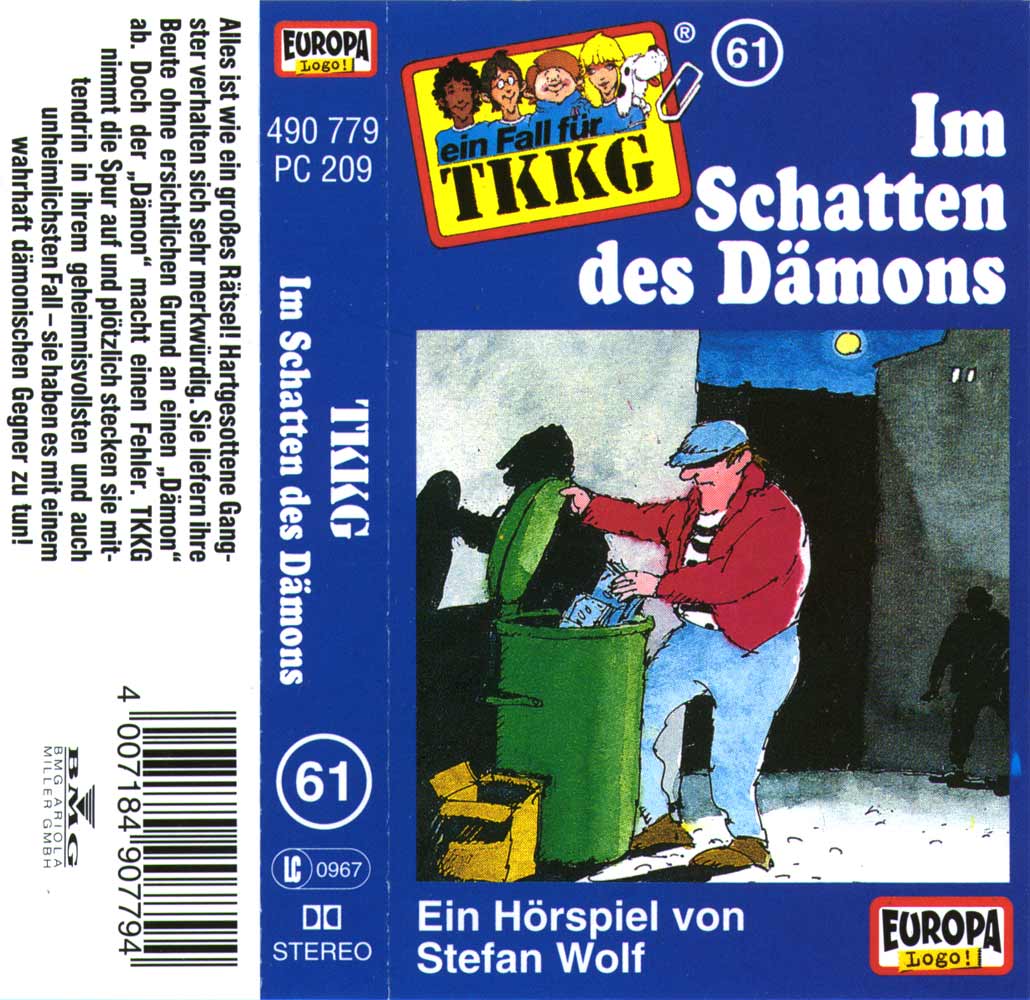 Alles ist wie ein großes Rätsel! Hartgesottene Gang-
ster verhalten sich sehr merkwürdig. Sie liefern ihre
Beute ohne ersichtlichen Grund an einen „Dämon“
ab. Doch der „Dämon“ macht einen Fehler. TKKG
nimmt die Spur auf und plötzlich stecken sie mit-
tendrin in ihrem geheimnisvollsten und auch
unheimlichsten Fall – sie haben es mit einem
wahrhaft dämonischen Gegner zu tun!
4 007184 907794
BMG
BMG ARIOLA
MILLER GMBH
EUROPA
Logo!
490 779
PC 209
TKKG
Im Schatten des Dämons
61
LC 0967
STEREO
ein Fall für
TKKG
®
61
Im
Schatten
des Dämons
Ein Hörspiel von
Stefan Wolf
EUROPA
Logo!